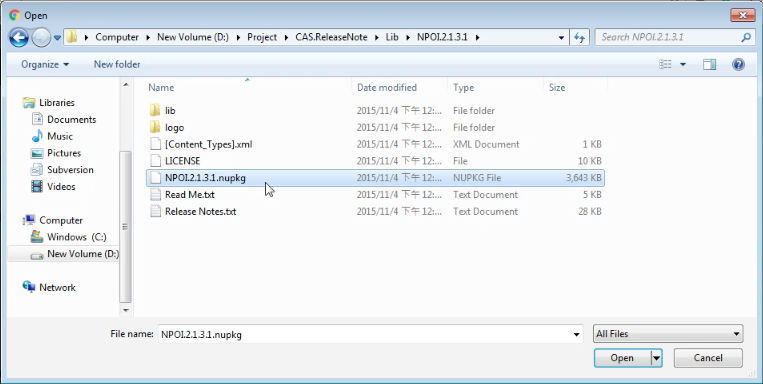 Open
Computer ▸ New Volume (D:) ▸ Project ▸ CAS.ReleaseNote ▸ Lib ▸ NPOI.2.1.3.1 ▸
Search NPOI.2.1.3.1
Organize ▾ New folder
Name Date modified Type Size
Libraries
Documents
Music
Pictures
Subversion
Videos
Computer
Windows (C:)
New Volume (D:)
Network
lib 2015/11/4 下午 12:... File folder
logo 2015/11/4 下午 12:... File folder
[Content_Types].xml 2015/11/4 下午 12:... XML Document 1 KB
LICENSE 2015/11/4 下午 12:... File 10 KB
NPOI.2.1.3.1.nupkg 2015/11/4 下午 12:... NUPKG File 3,643 KB
Read Me.txt 2015/11/4 下午 12:... Text Document 5 KB
Release Notes.txt 2015/11/4 下午 12:... Text Document 28 KB
File name: NPOI.2.1.3.1.nupkg
All Files
Open
Cancel